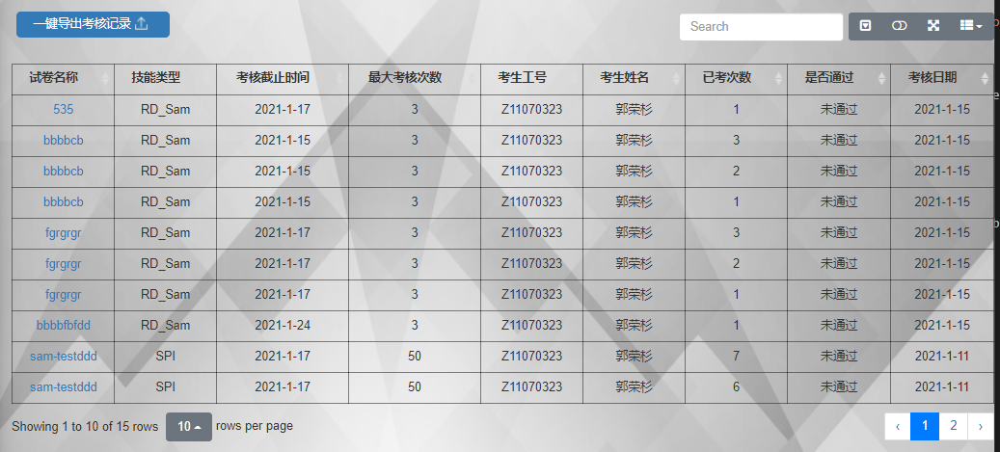 一键导出考核记录
Search
试卷名称 技能类型 考核截止时间 最大考核次数 考生工号 考生姓名 已考次数 是否通过 考核日期
535 RD_Sam 2021-1-17 3 Z11070323 郭荣杉 1 未通过 2021-1-15
bbbbcb RD_Sam 2021-1-15 3 Z11070323 郭荣杉 3 未通过 2021-1-15
bbbbcb RD_Sam 2021-1-15 3 Z11070323 郭荣杉 2 未通过 2021-1-15
bbbbcb RD_Sam 2021-1-15 3 Z11070323 郭荣杉 1 未通过 2021-1-15
fgrgrgr RD_Sam 2021-1-17 3 Z11070323 郭荣杉 3 未通过 2021-1-15
fgrgrgr RD_Sam 2021-1-17 3 Z11070323 郭荣杉 2 未通过 2021-1-15
fgrgrgr RD_Sam 2021-1-17 3 Z11070323 郭荣杉 1 未通过 2021-1-15
bbbbfbfdd RD_Sam 2021-1-24 3 Z11070323 郭荣杉 1 未通过 2021-1-15
sam-testddd SPI 2021-1-17 50 Z11070323 郭荣杉 7 未通过 2021-1-11
sam-testddd SPI 2021-1-17 50 Z11070323 郭荣杉 6 未通过 2021-1-11
Showing 1 to 10 of 15 rows 10 rows per page ‹ 1 2 ›